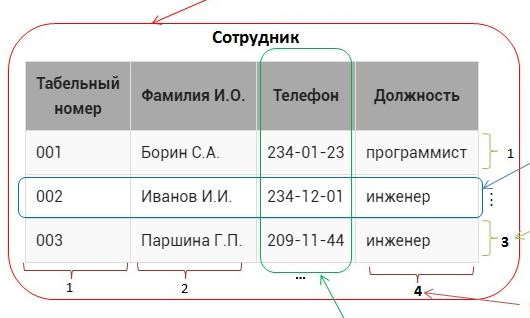 Сотрудник
Табельный номер Фамилия И.О. Телефон Должность
001 Борин С.А. 234-01-23 программист 1
002 Иванов И.И. 234-12-01 инженер ...
003 Паршина Г.П. 209-11-44 инженер 3
1 2 ... 4